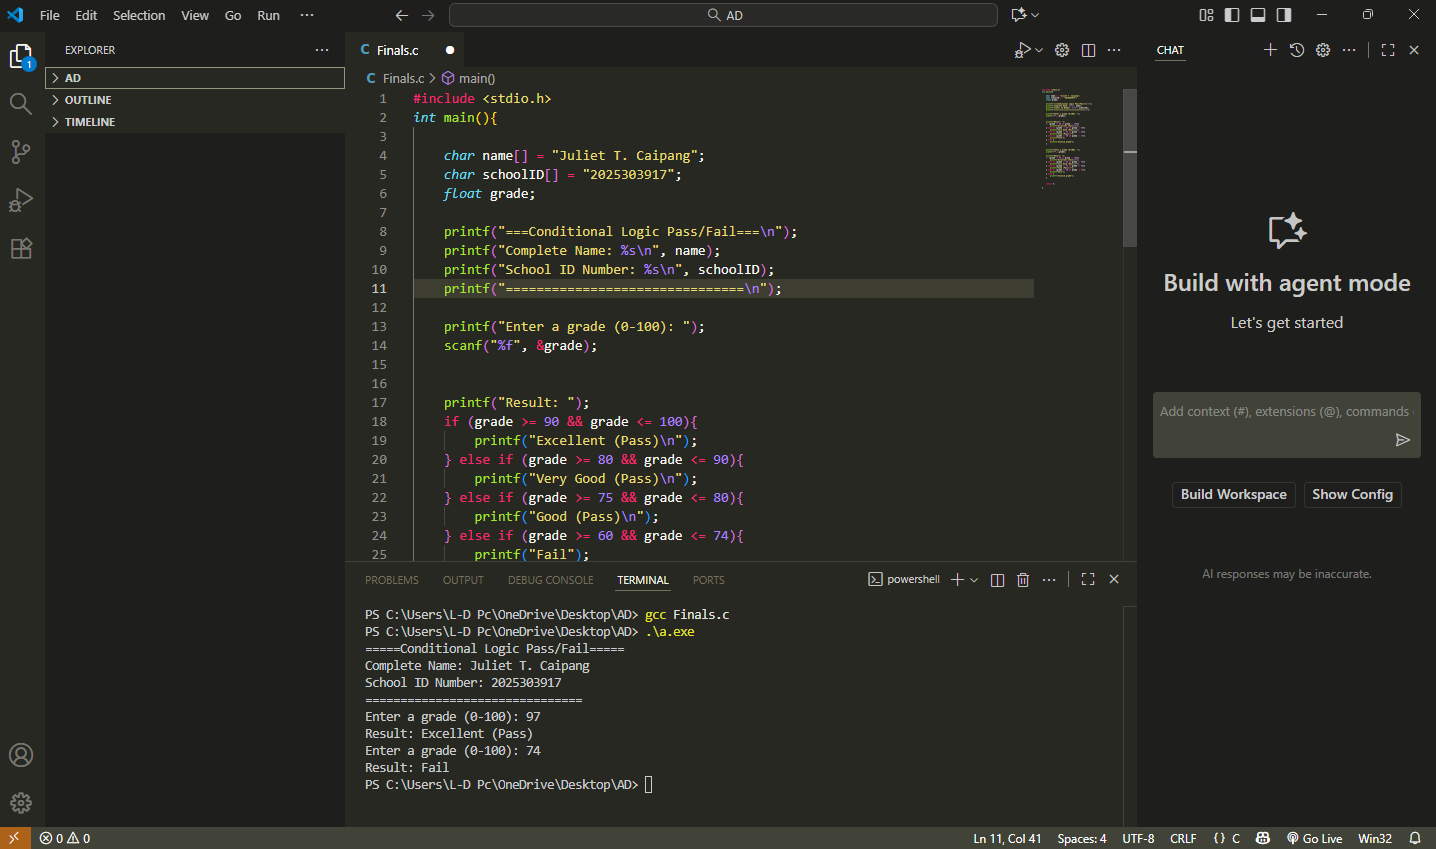 File Edit Selection View Go Run ··· AD
EXPLORER ···
AD
OUTLINE
TIMELINE
1
C Finals.c
C Finals.c > main()
1 #include <stdio.h>
2 int main(){
3
4 char name[] = "Juliet T. Caipang";
5 char schoolID[] = "2025303917";
6 float grade;
7
8 printf("===Conditional Logic Pass/Fail===\n");
9 printf("Complete Name: %s\n", name);
10 printf("School ID Number: %s\n", schoolID);
11 printf("===============================\n");
12
13 printf("Enter a grade (0-100): ");
14 scanf("%f", &grade);
15
16
17 printf("Result: ");
18 if (grade >= 90 && grade <= 100){
19 printf("Excellent (Pass)\n");
20 } else if (grade >= 80 && grade <= 90){
21 printf("Very Good (Pass)\n");
22 } else if (grade >= 75 && grade <= 80){
23 printf("Good (Pass)\n");
24 } else if (grade >= 60 && grade <= 74){
25 printf("Fail");
PROBLEMS OUTPUT DEBUG CONSOLE TERMINAL PORTS powershell
PS C:\Users\L-D Pc\OneDrive\Desktop\AD> gcc Finals.c
PS C:\Users\L-D Pc\OneDrive\Desktop\AD> .\a.exe
=====Conditional Logic Pass/Fail=====
Complete Name: Juliet T. Caipang
School ID Number: 2025303917
===============================
Enter a grade (0-100): 97
Result: Excellent (Pass)
Enter a grade (0-100): 74
Result: Fail
PS C:\Users\L-D Pc\OneDrive\Desktop\AD>
CHAT
Build with agent mode
Let's get started
Add context (#), extensions (@), commands
Build Workspace Show Config
AI responses may be inaccurate.
0 0 Ln 11, Col 41 Spaces: 4 UTF-8 CRLF {} C Go Live Win32